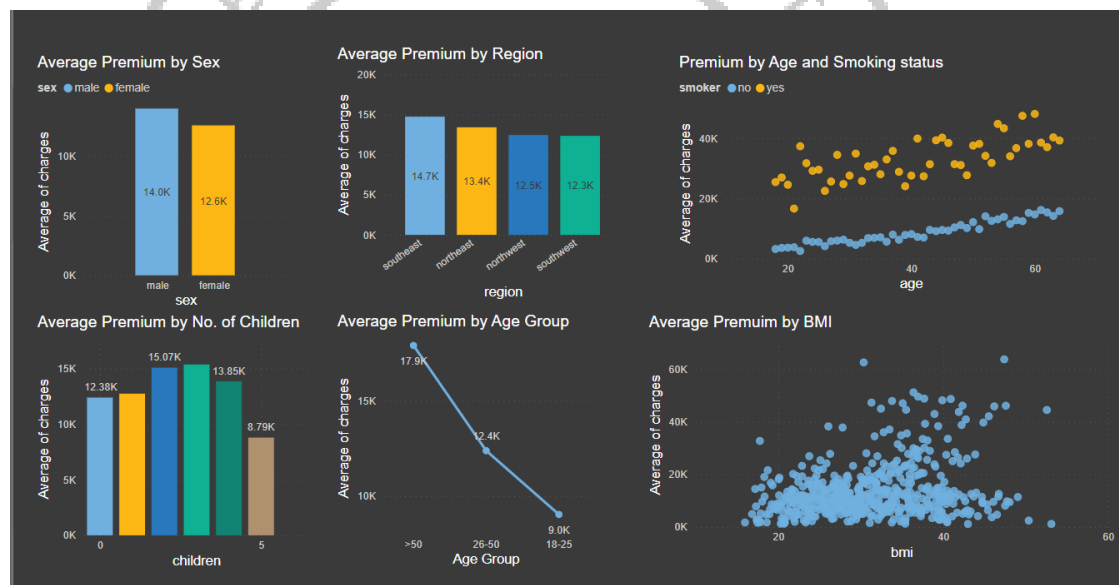 Average Premium by Sex
sex male female
Average of charges
10K
5K
0K
14.0K
12.6K
male female
sex
Average Premium by Region
Average of charges
20K
15K
10K
5K
0K
14.7K
13.4K
12.5K
12.3K
southeast northeast northwest southwest
region
Premium by Age and Smoking status
smoker no yes
Average of charges
40K
20K
0K
20 40 60
age
Average Premium by No. of Children
Average of charges
15K
10K
5K
0K
12.38K
15.07K
13.85K
8.79K
0 5
children
Average Premium by Age Group
Average of charges
15K
10K
17.9K
12.4K
9.0K
>50 26-50 18-25
Age Group
Average Premuim by BMI
Average of charges
60K
40K
20K
0K
20 40 60
bmi